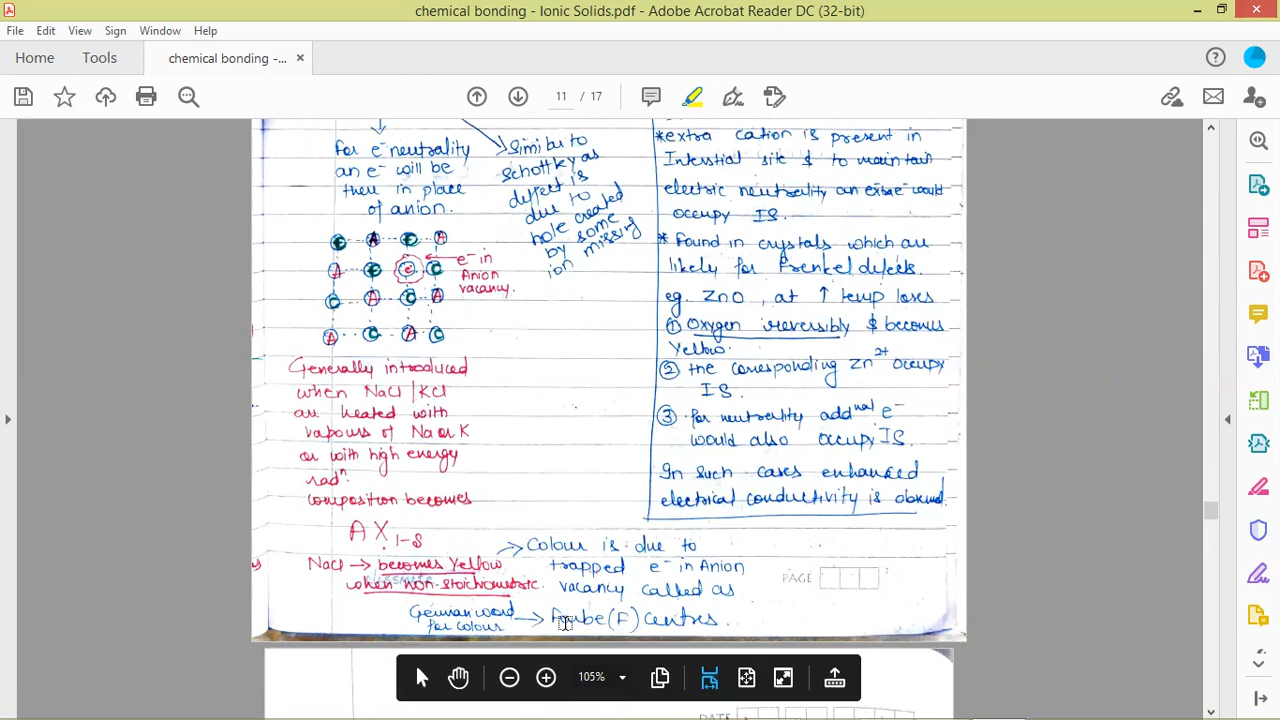 chemical bonding - Ionic Solids.pdf - Adobe Acrobat Reader DC (32-bit)
File Edit View Sign Window Help
Home Tools chemical bonding -... ×
11 / 17
For e⁻ neutrality
an e⁻ will be
then in place
of anion.
Similar to
schottky as
defect is
due to
hole created
by some
ion missing
C A C A
A C e C
C A C A
A C A C
e⁻ in
Anion
vacancy.
Generally introduced
when NaCl/KCl
are heated with
vapours of Na or K
or with high energy
radⁿ.
composition becomes
A X1-δ
NaCl → becomes Yellow
when non-stoichiometric.
classmate
→ Colour is due to
trapped e⁻ in Anion
vacancy called as
German word
for colour → Farbe(F) Centres.
*extra cation is present in
Interstial site & to maintain
electric neutrality an extra e⁻ would
occupy IS.
* Found in crystals which are
likely for Frenkel defects.
eg. ZnO, at ↑ temp loses
① Oxygen reversibly & becomes
Yellow.
② the corresponding Zn²⁺ occupy
IS.
③ for neutrality addnal e⁻
would also occupy IS.
In such cases enhanced
electrical conductivity is observed.
PAGE
105%
DATE